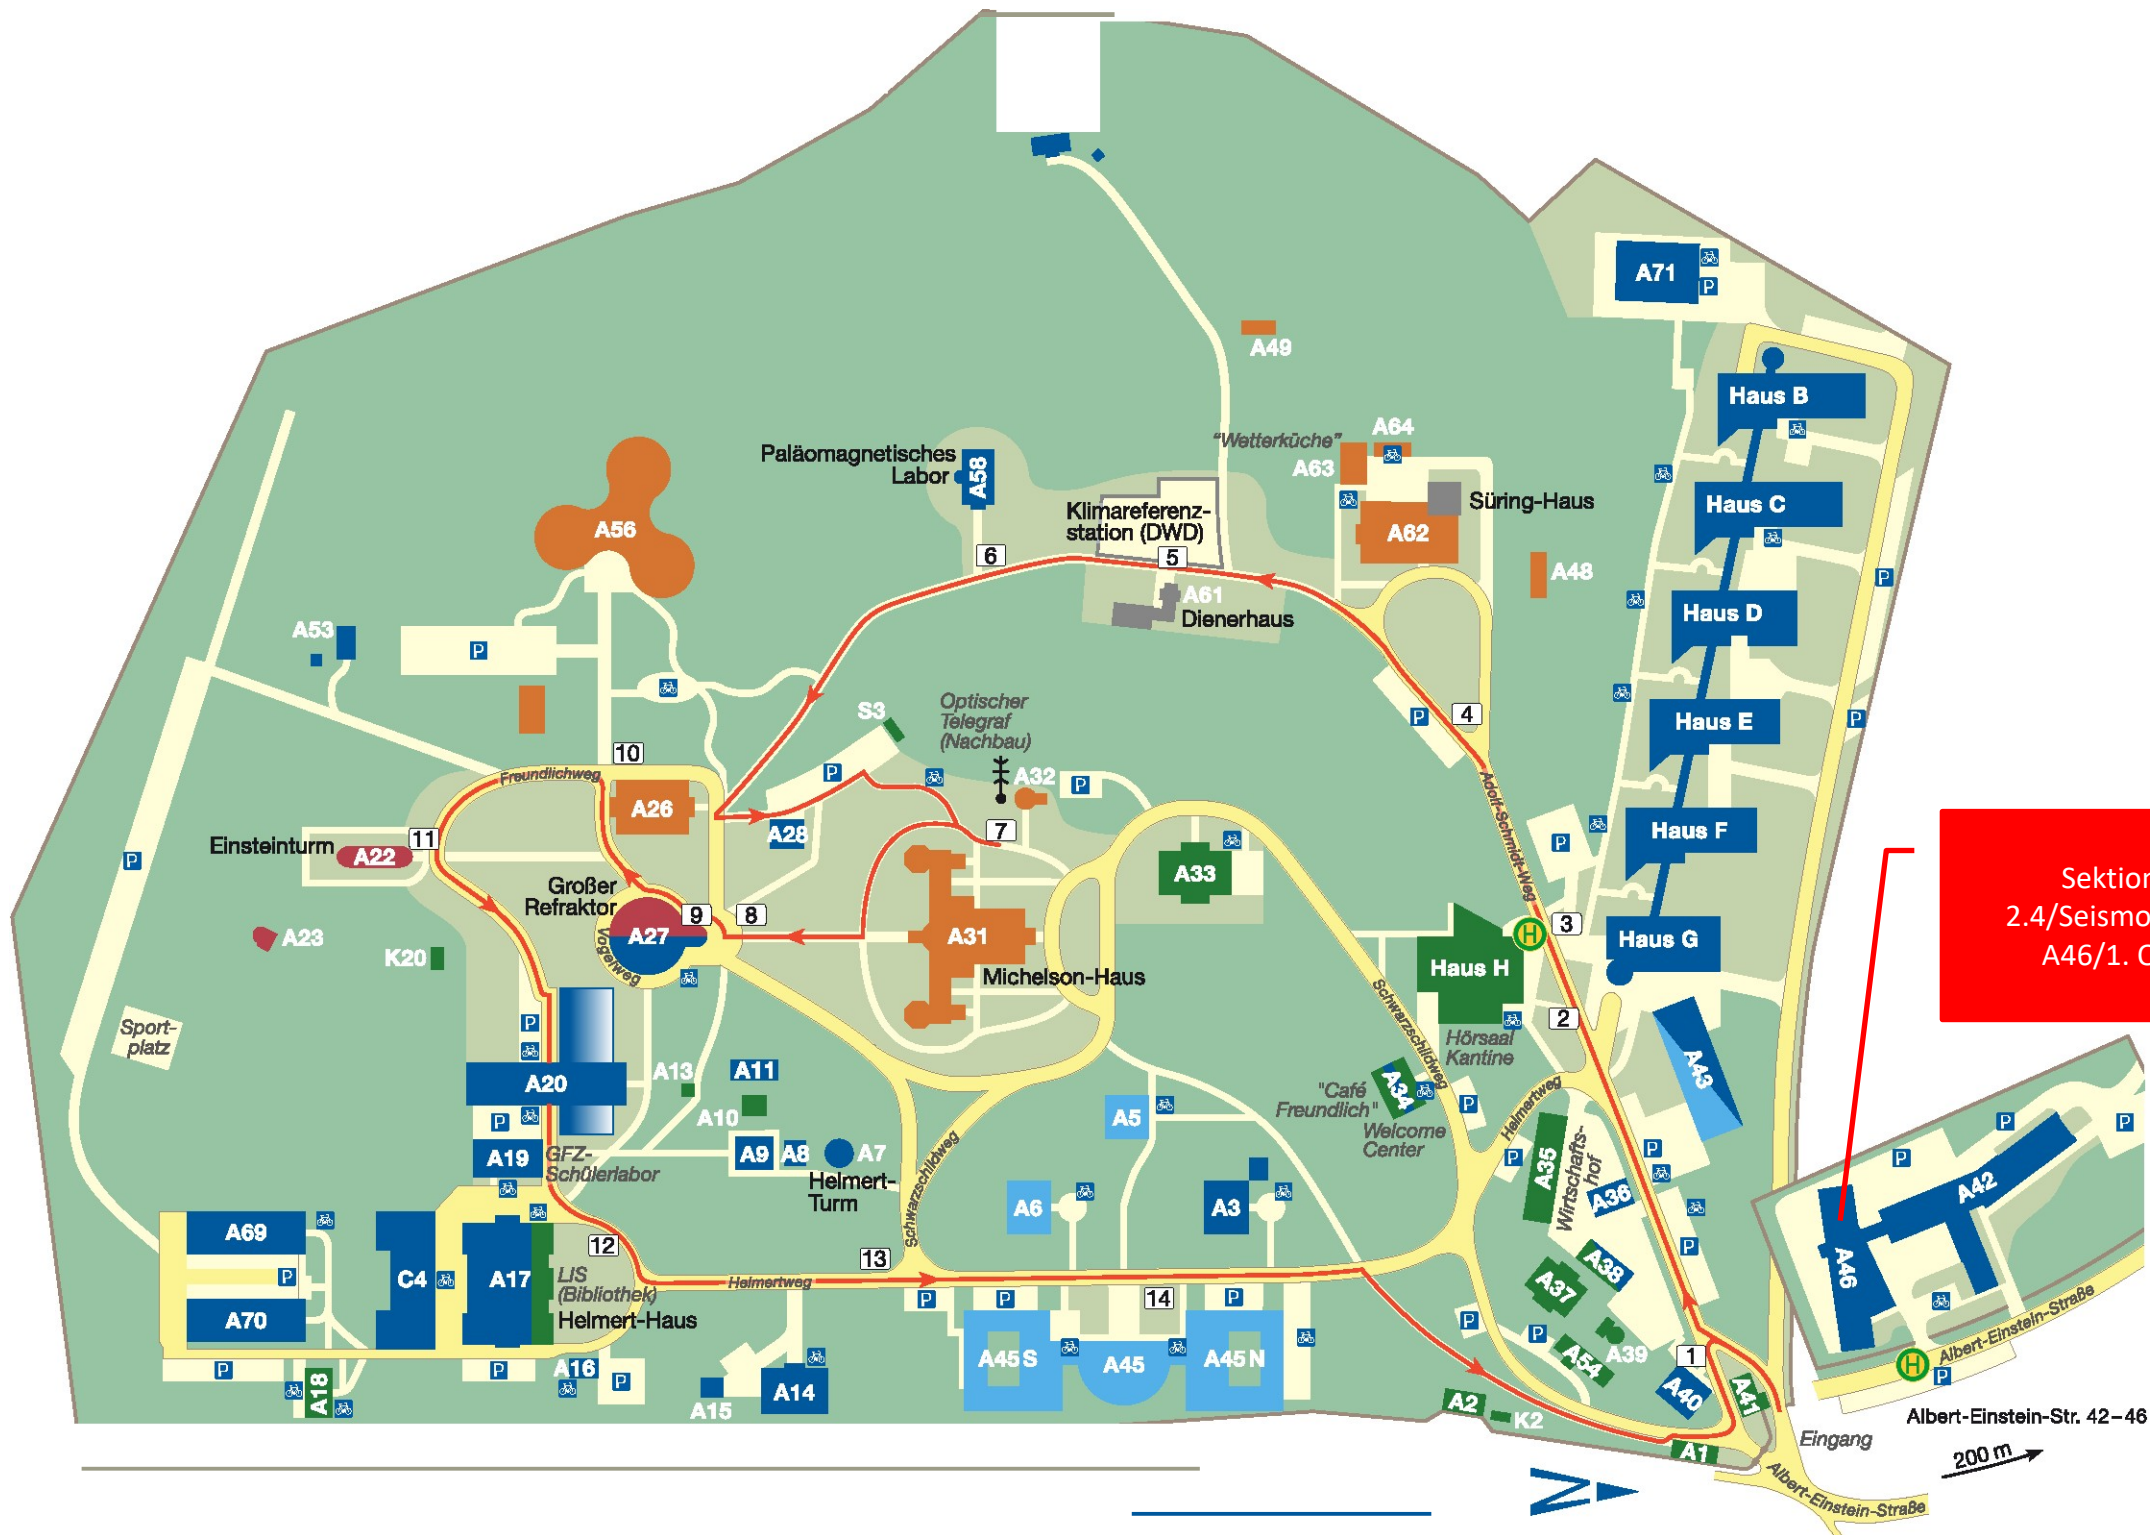 A71
P
A49
Haus B
"Wetterküche"
A64
A63
Paläomagnetisches
Labor
A58
Süring-Haus
Haus C
Klimareferenz-
station (DWD)
A62
A56
6
5
A48
P
A61
Dienerhaus
Haus D
A53
P
Optischer
Telegraf
(Nachbau)
S3
P
4
Haus E
P
10
Freundlichweg
P
A32
P
Adolf-Schmidt-Weg
A26
A28
7
11
Einsteinturm
A22
P
A33
P
Haus F
Großer
Refraktor
9
8
A27
Vogelweg
A31
Michelson-Haus
3
H
Haus G
Haus H
A23
K20
Sektion
2.4/Seismo
A46/1. O
Schwarzschildweg
2
Hörsaal
Kantine
Sport-
platz
P
A20
A13
A11
A10
A43
"Café
Freundlich"
A34
Welcome
Center
P
Helmertweg
A5
P
A19
GFZ-
Schülerlabor
A9
A8
A7
Helmert-
Turm
Schwarzschildweg
P
A35
Wirtschafts-
hof
P
A36
P
P
P
A42
A46
A6
A3
A69
P
A70
C4
A17
LIS
(Bibliothek)
Helmert-Haus
12
13
Helmertweg
14
P
P
P
P
A38
A37
P
P
A39
A54
1
A40
A41
H
Albert-Einstein-Straße
P
A45S
A45
A45N
P
A18
P
A16
P
A15
A14
A2
K2
A1
Eingang
Albert-Einstein-Str. 42–46
200 m
Albert-Einstein-Straße
N